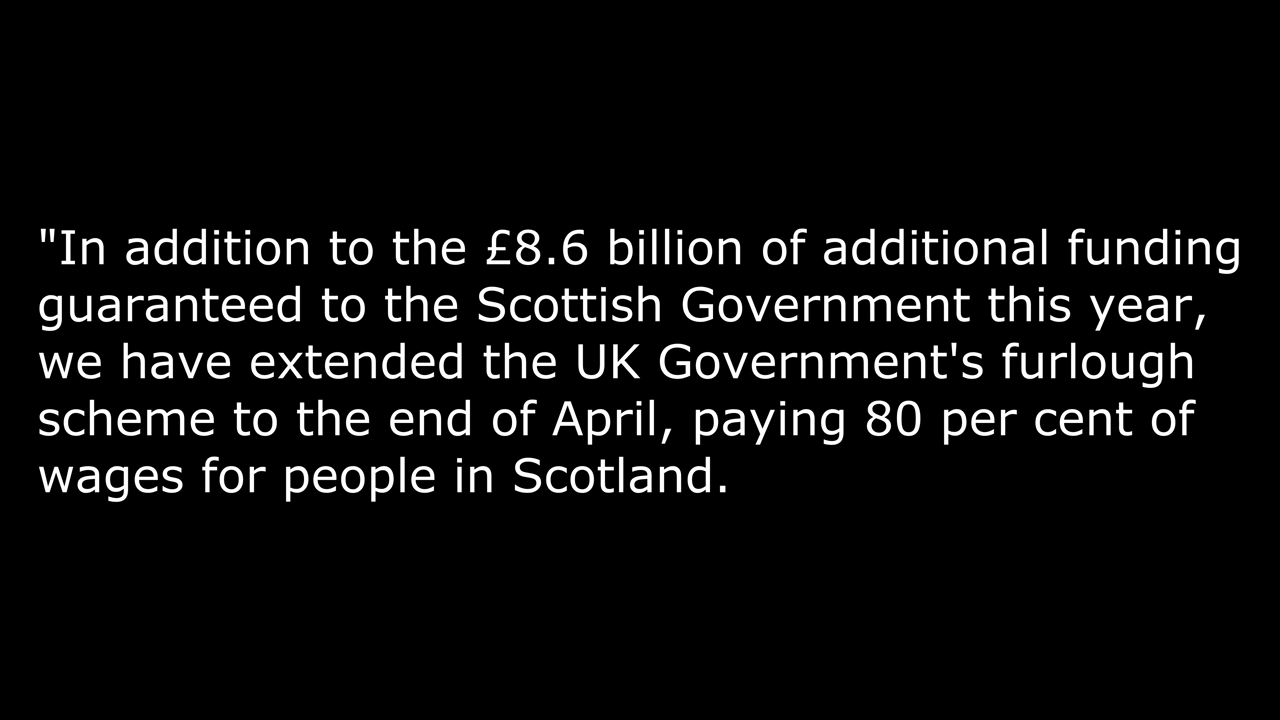 "In addition to the £8.6 billion of additional funding
guaranteed to the Scottish Government this year,
we have extended the UK Government's furlough
scheme to the end of April, paying 80 per cent of
wages for people in Scotland.